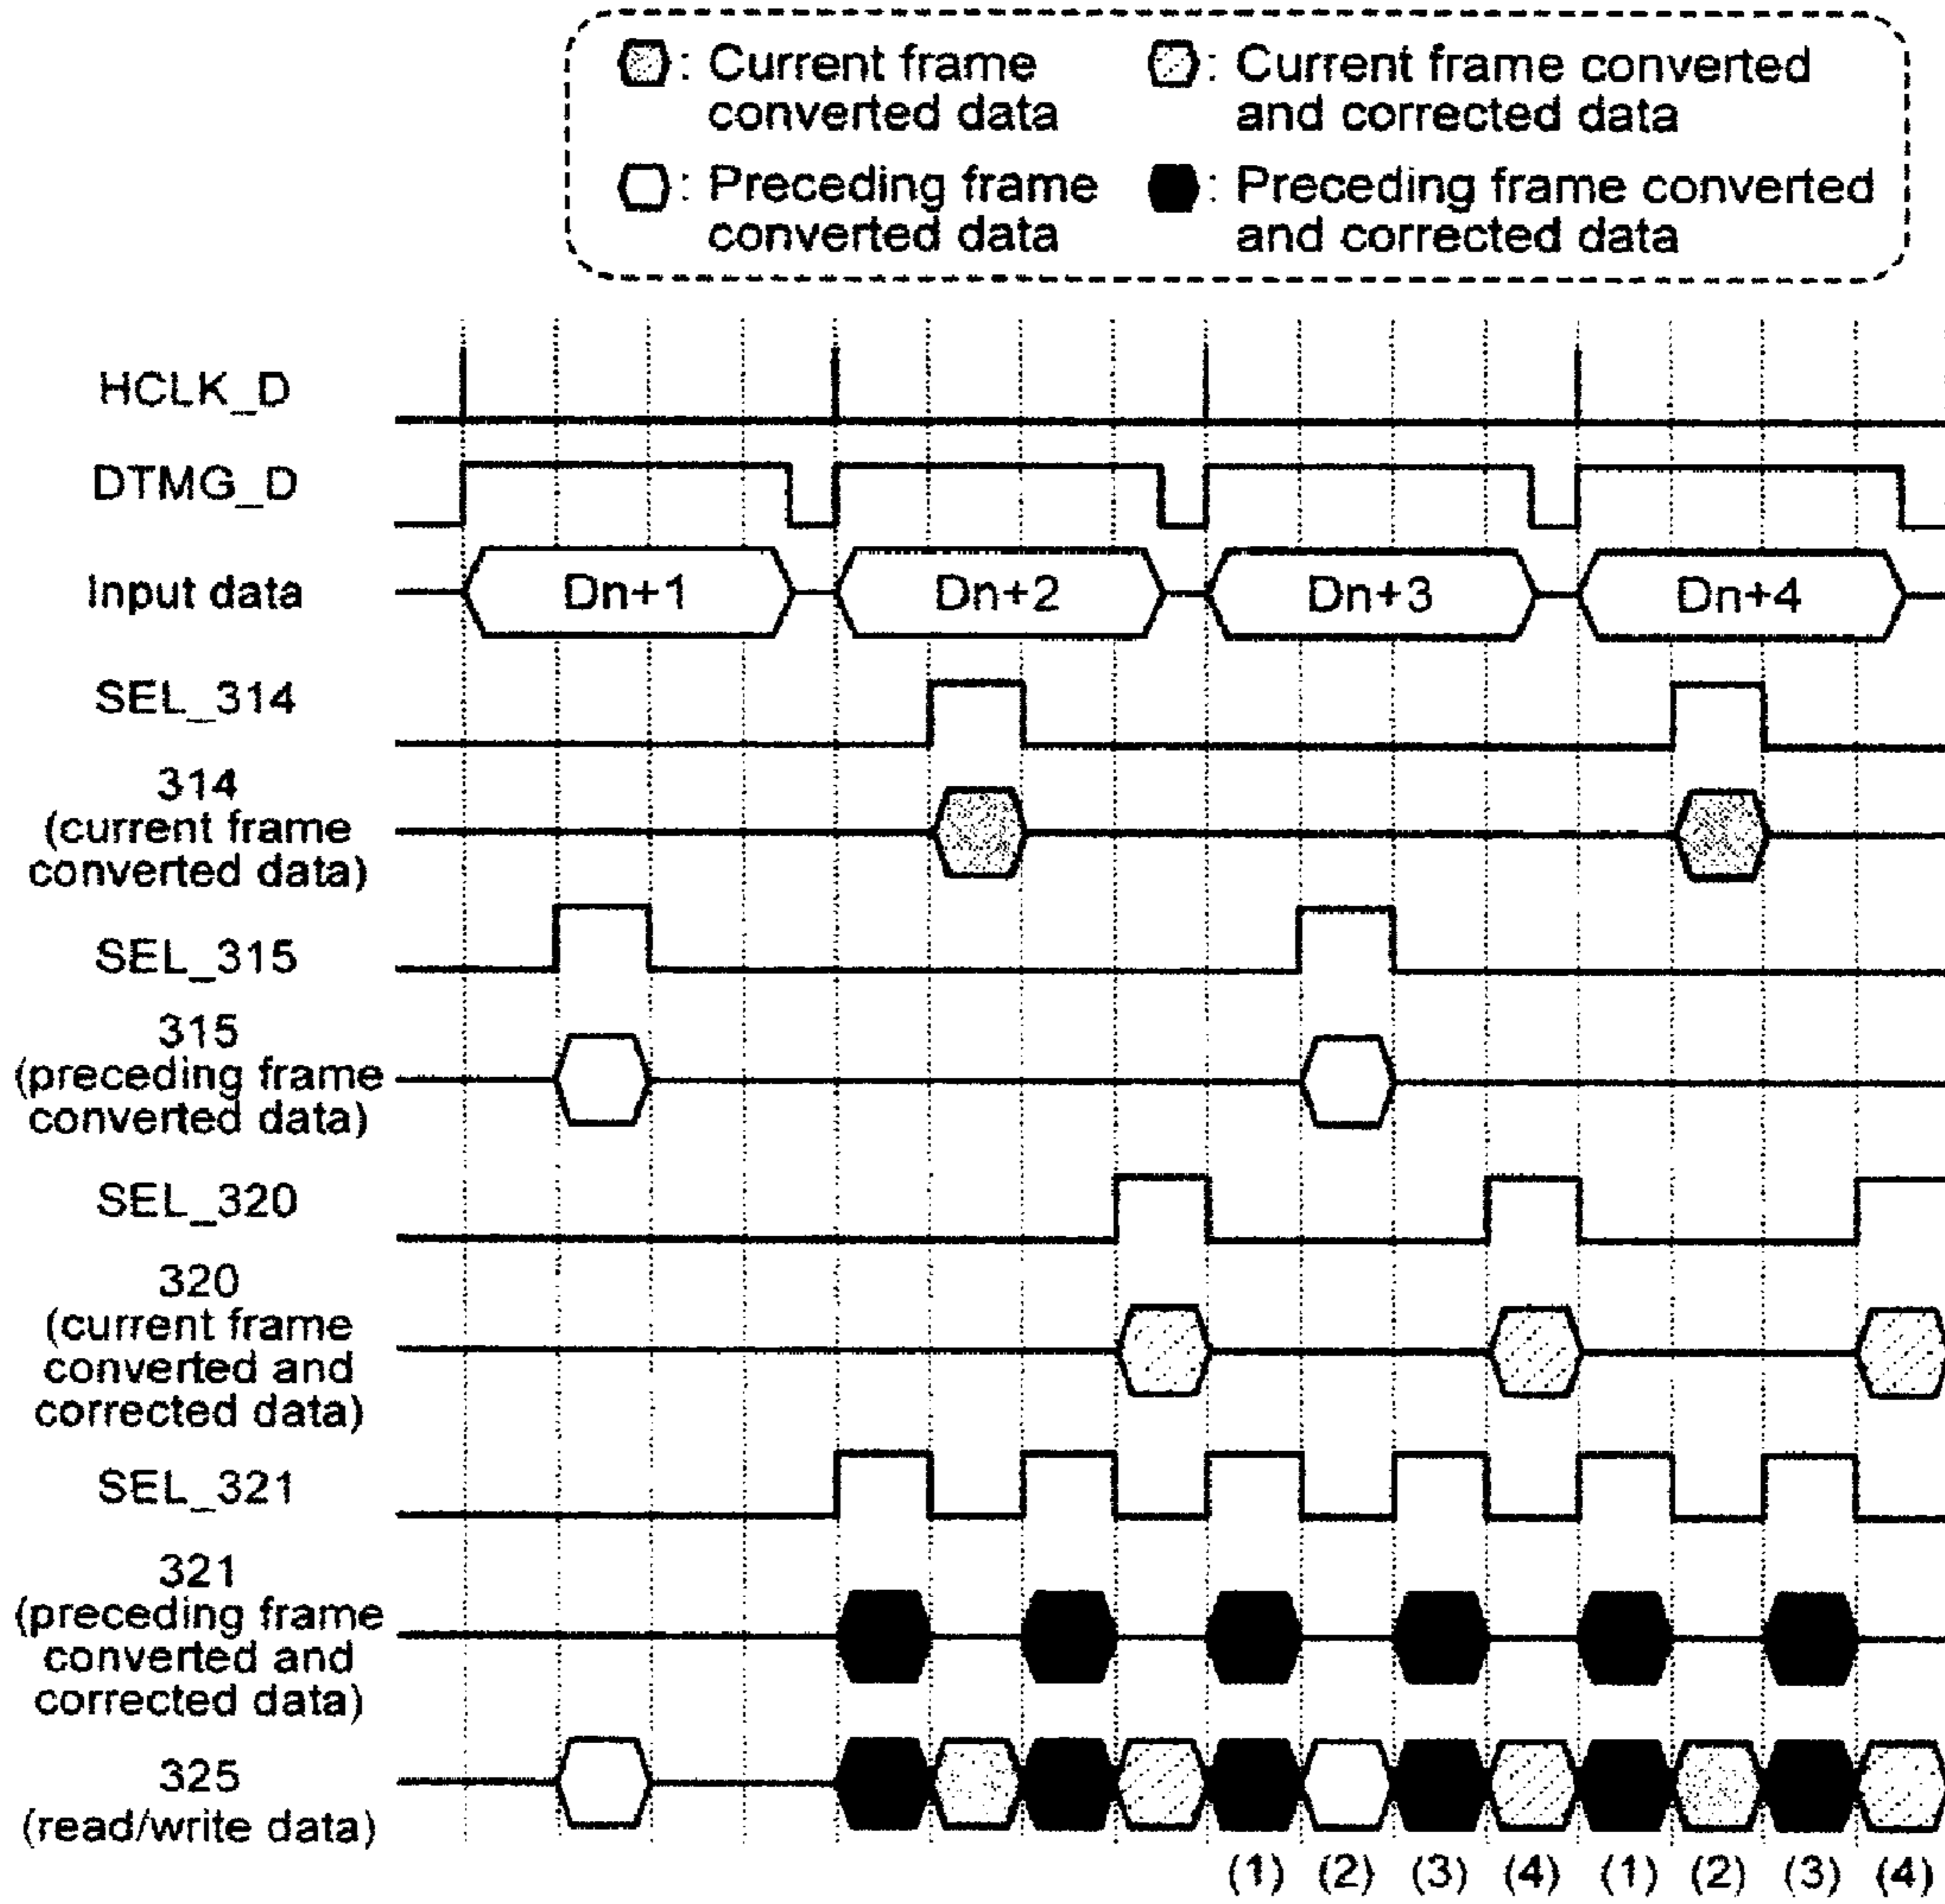 : Current frame
converted data
: Current frame converted
and corrected data
: Preceding frame
converted data
: Preceding frame converted
and corrected data
HCLK_D
DTMG_D
Input data
Dn+1
Dn+2
Dn+3
Dn+4
SEL_314
314
(current frame
converted data)
SEL_315
315
(preceding frame
converted data)
SEL_320
320
(current frame
converted and
corrected data)
SEL_321
321
(preceding frame
converted and
corrected data)
325
(read/write data)
(1) (2) (3) (4) (1) (2) (3) (4)